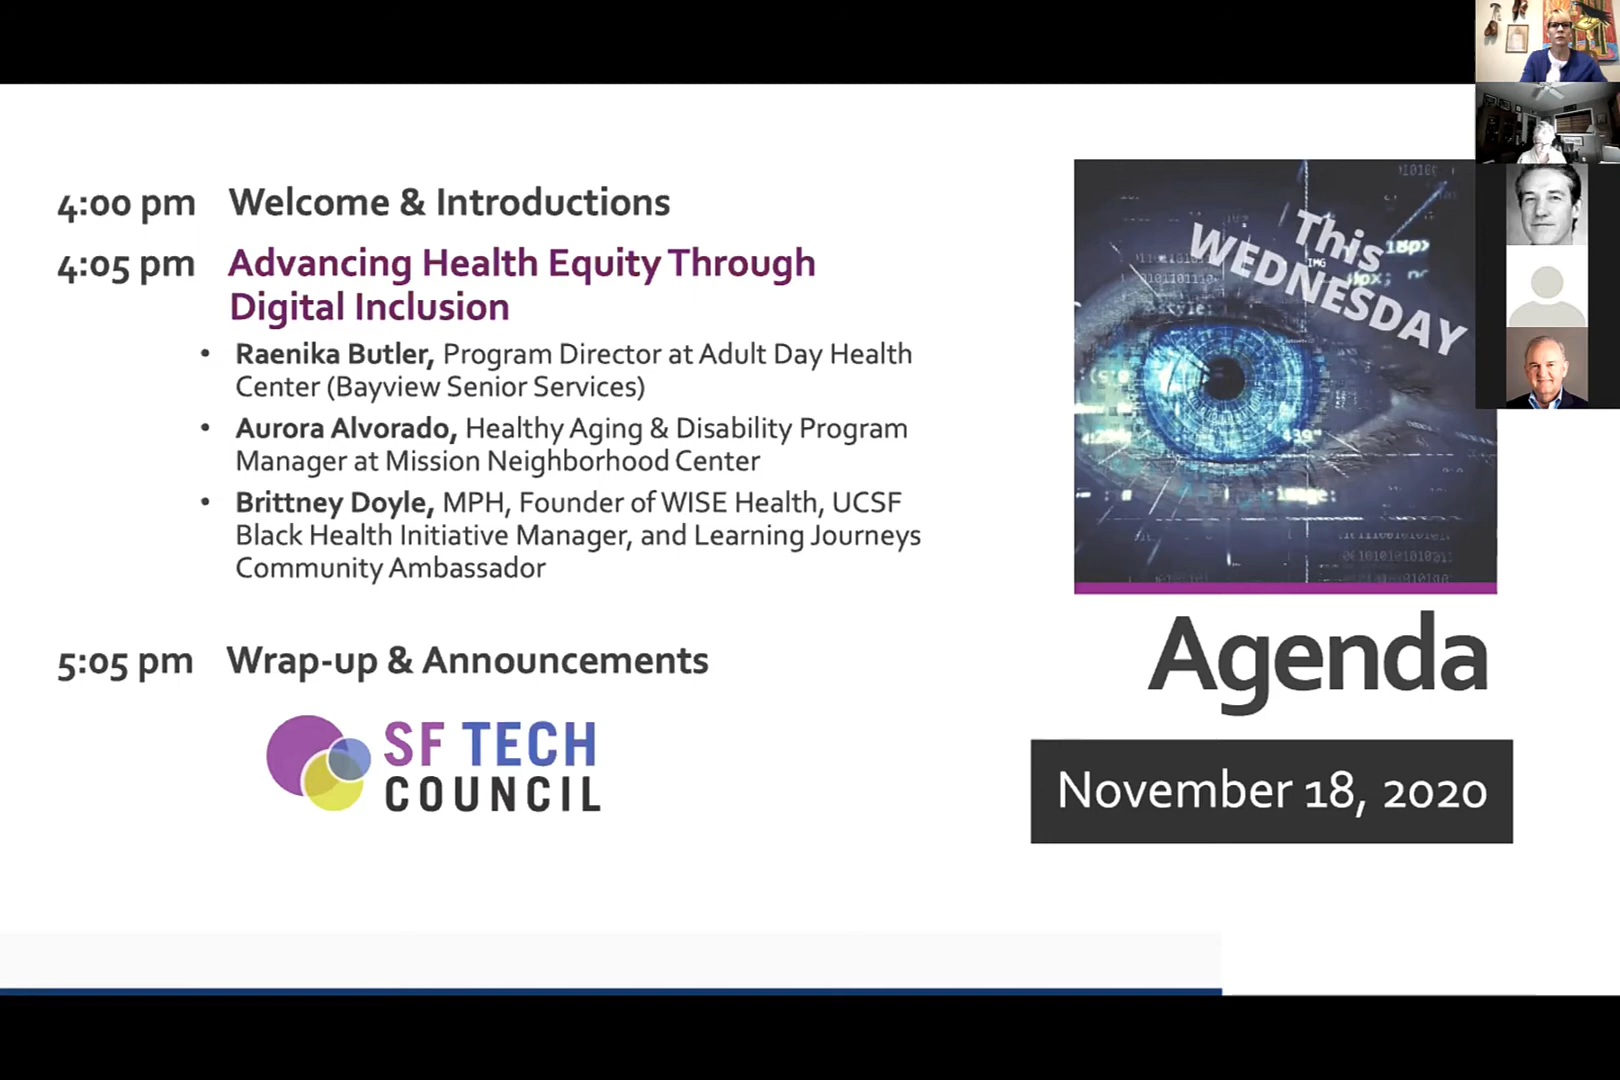 4:00 pm Welcome & Introductions
4:05 pm Advancing Health Equity Through
Digital Inclusion
• Raenika Butler, Program Director at Adult Day Health
Center (Bayview Senior Services)
• Aurora Alvorado, Healthy Aging & Disability Program
Manager at Mission Neighborhood Center
• Brittney Doyle, MPH, Founder of WISE Health, UCSF
Black Health Initiative Manager, and Learning Journeys
Community Ambassador
5:05 pm Wrap-up & Announcements
SF TECH
COUNCIL
This
WEDNESDAY
IMG
image:
Agenda
November 18, 2020